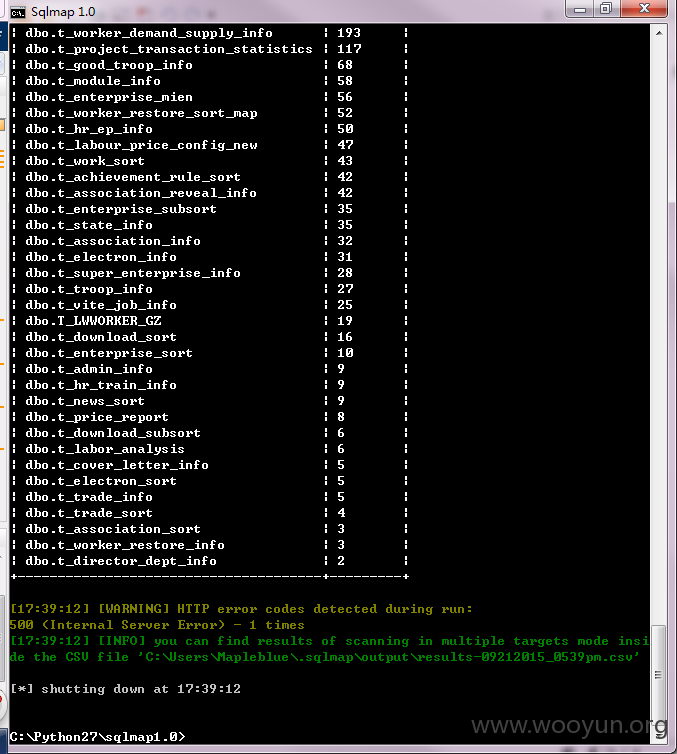 Sqlmap 1.0
| dbo.t_worker_demand_supply_info | 193 |
| dbo.t_project_transaction_statistics | 117 |
| dbo.t_good_troop_info | 68 |
| dbo.t_module_info | 58 |
| dbo.t_enterprise_mien | 56 |
| dbo.t_worker_restore_sort_map | 52 |
| dbo.t_hr_ep_info | 50 |
| dbo.t_labour_price_config_new | 47 |
| dbo.t_work_sort | 43 |
| dbo.t_achievement_rule_sort | 42 |
| dbo.t_association_reveal_info | 42 |
| dbo.t_enterprise_subsort | 35 |
| dbo.t_state_info | 35 |
| dbo.t_association_info | 32 |
| dbo.t_electron_info | 31 |
| dbo.t_super_enterprise_info | 28 |
| dbo.t_troop_info | 27 |
| dbo.t_vite_job_info | 25 |
| dbo.T_LWWORKER_GZ | 19 |
| dbo.t_download_sort | 16 |
| dbo.t_enterprise_sort | 10 |
| dbo.t_admin_info | 9 |
| dbo.t_hr_train_info | 9 |
| dbo.t_news_sort | 9 |
| dbo.t_price_report | 8 |
| dbo.t_download_subsort | 6 |
| dbo.t_labor_analysis | 6 |
| dbo.t_cover_letter_info | 5 |
| dbo.t_electron_sort | 5 |
| dbo.t_trade_info | 5 |
| dbo.t_trade_sort | 4 |
| dbo.t_association_sort | 3 |
| dbo.t_worker_restore_info | 3 |
| dbo.t_director_dept_info | 2 |
+--------------------------------------+---------+
[17:39:12] [WARNING] HTTP error codes detected during run:
500 (Internal Server Error) - 1 times
[17:39:12] [INFO] you can find results of scanning in multiple targets mode insi
de the CSV file 'C:\Users\Mapleblue\.sqlmap\output\results-09212015_0539pm.csv'
[*] shutting down at 17:39:12
C:\Python27\sqlmap1.0>
www.wooyun.org